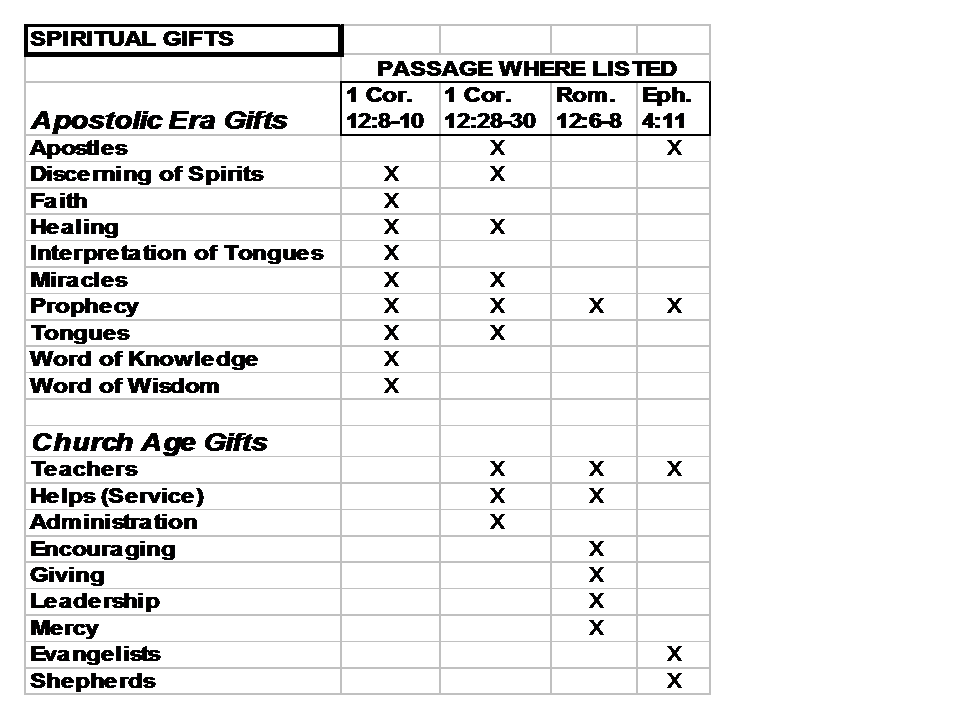 SPIRITUAL GIFTS
PASSAGE WHERE LISTED
1 Cor. 1 Cor. Rom. Eph.
Apostolic Era Gifts 12:8-10 12:28-30 12:6-8 4:11
Apostles X X
Discerning of Spirits X X
Faith X
Healing X X
Interpretation of Tongues X
Miracles X X
Prophecy X X X X
Tongues X X
Word of Knowledge X
Word of Wisdom X
Church Age Gifts
Teachers X X X
Helps (Service) X X
Administration X
Encouraging X
Giving X
Leadership X
Mercy X
Evangelists X
Shepherds X